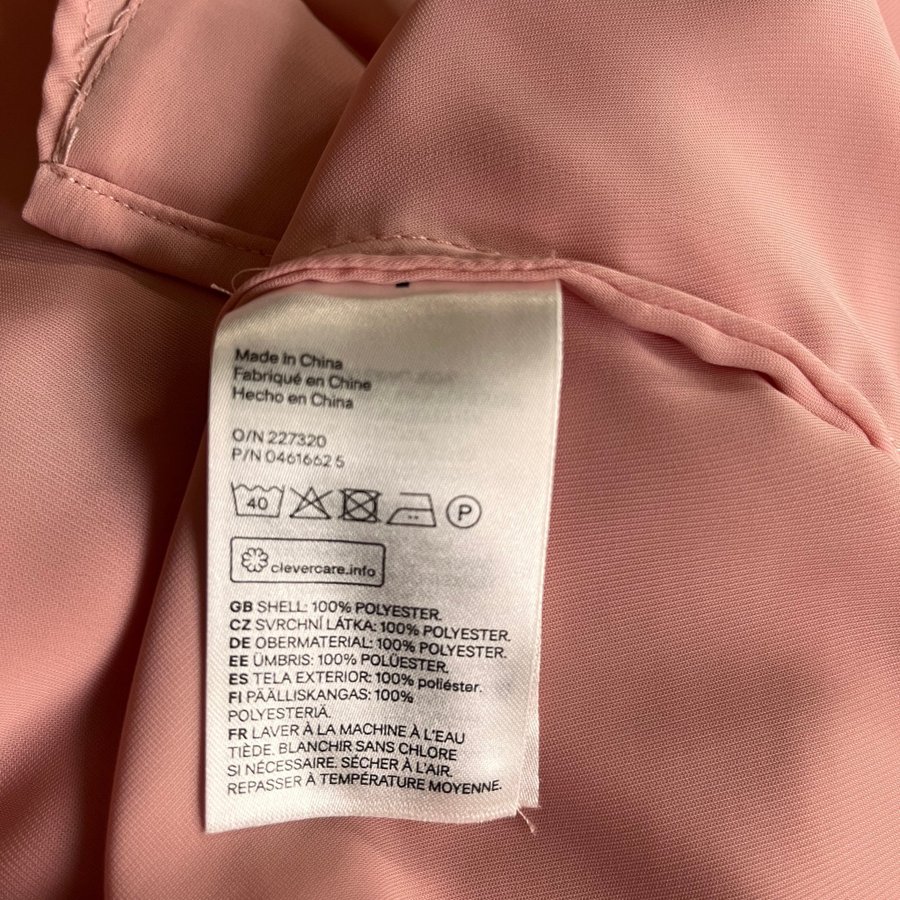 Made in China
Fabriqué en Chine
Hecho en China
O/N 227320
P/N 0461662 5
40 P
clevercare.info
GB SHELL: 100% POLYESTER.
CZ SVRCHNÍ LÁTKA: 100% POLYESTER.
DE OBERMATERIAL: 100% POLYESTER.
EE ÜMBRIS: 100% POLÜESTER.
ES TELA EXTERIOR: 100% poliéster.
FI PÄÄLLISKANGAS: 100%
POLYESTERIÄ.
FR LAVER À LA MACHINE À L'EAU
TIÈDE. BLANCHIR SANS CHLORE
SI NÉCESSAIRE. SÉCHER À L'AIR.
REPASSER À TEMPÉRATURE MOYENNE.